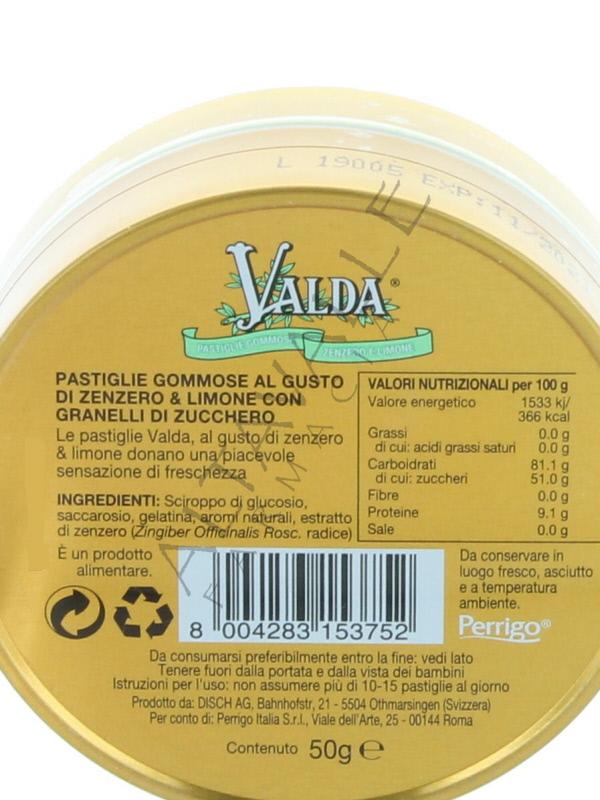 L 19005 EXP:11/202
VALDA®
PASTIGLIE GOMMOSE ZENZERO E LIMONE
PASTIGLIE GOMMOSE AL GUSTO
DI ZENZERO & LIMONE CON
GRANELLI DI ZUCCHERO
Le pastiglie Valda, al gusto di zenzero
& limone donano una piacevole
sensazione di freschezza
INGREDIENTI: Sciroppo di glucosio,
saccarosio, gelatina, aromi naturali, estratto
di zenzero (Zingiber Officinalis Rosc. radice)
VALORI NUTRIZIONALI per 100 g
Valore energetico 1533 kj/
366 kcal
Grassi 0.0 g
di cui: acidi grassi saturi 0.0 g
Carboidrati 81.1 g
di cui: zuccheri 51.0 g
Fibre 0.0 g
Proteine 9.1 g
Sale 0.0 g
È un prodotto
alimentare.
8 004283 153752
Da conservare in
luogo fresco, asciutto
e a temperatura
ambiente.
Perrigo®
Da consumarsi preferibilmente entro la fine: vedi lato
Tenere fuori dalla portata e dalla vista dei bambini
Istruzioni per l'uso: non assumere più di 10-15 pastiglie al giorno
Prodotto da: DISCH AG, Bahnhofstr, 21 - 5504 Othmarsingen (Svizzera)
Per conto di: Perrigo Italia S.r.l., Viale dell'Arte, 25 - 00144 Roma
Contenuto 50g ℮
ALTAVALLE
FARMACIE